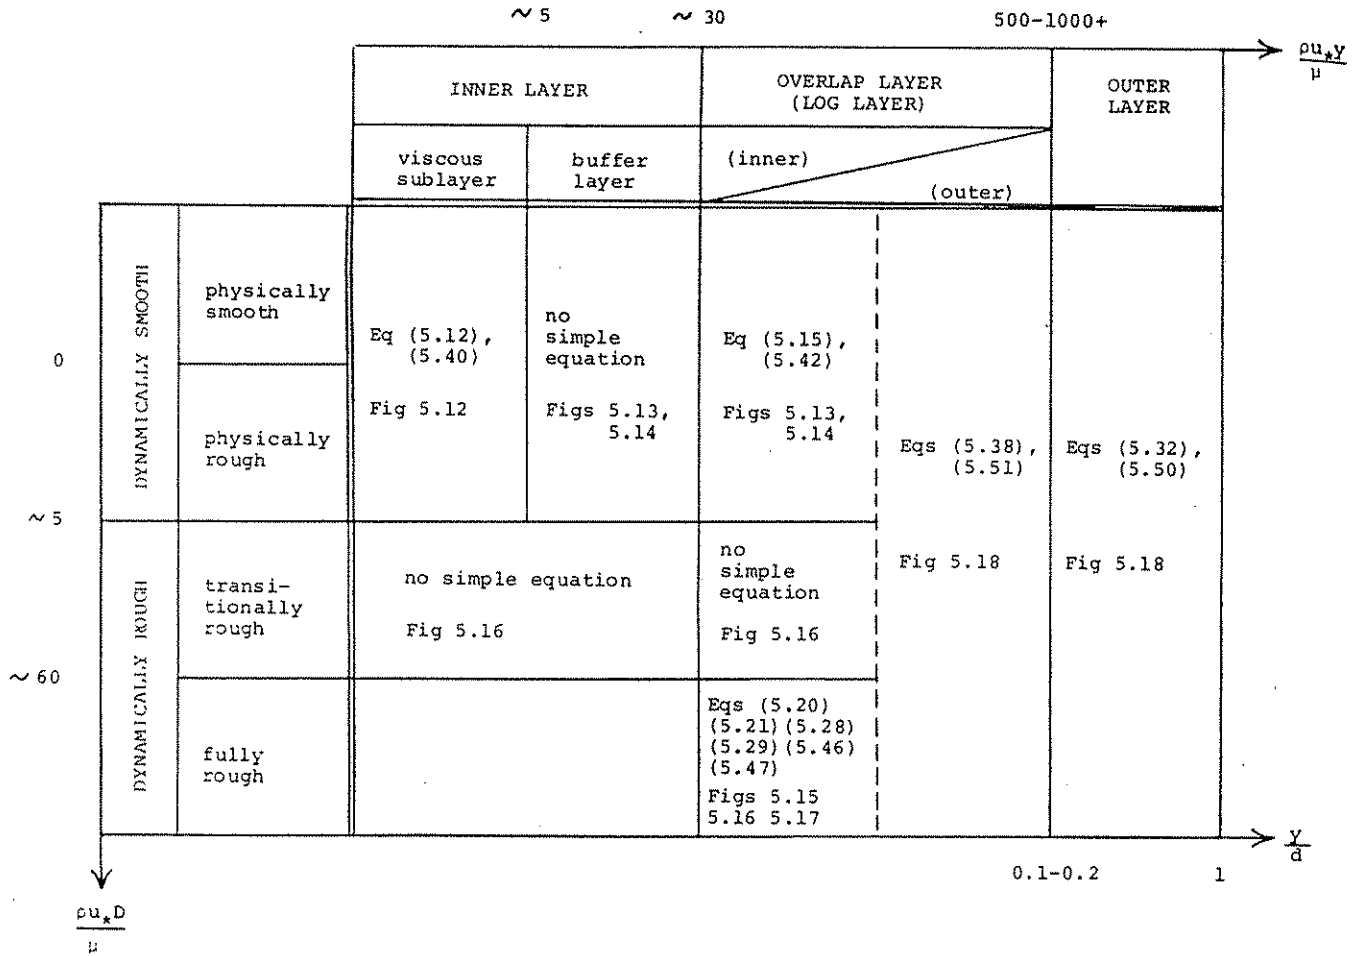 ~ 5 ~ 30 500-1000+
ρu*y
μ
INNER LAYER
OVERLAP LAYER
(LOG LAYER)
OUTER
LAYER
viscous
sublayer
buffer
layer
(inner)
(outer)
DYNAMICALLY SMOOTH
physically
smooth
0
physically
rough
Eq (5.12),
(5.40)
Fig 5.12
no
simple
equation
Figs 5.13,
5.14
Eq (5.15),
(5.42)
Figs 5.13,
5.14
Eqs (5.38),
(5.51)
Fig 5.18
Eqs (5.32),
(5.50)
Fig 5.18
~ 5
DYNAMICALLY ROUGH
transi-
tionally
rough
no simple equation
Fig 5.16
no
simple
equation
Fig 5.16
~ 60
fully
rough
Eqs (5.20)
(5.21)(5.28)
(5.29)(5.46)
(5.47)
Figs 5.15
5.16 5.17
y
d
0.1-0.2 1
ρu*D
μ